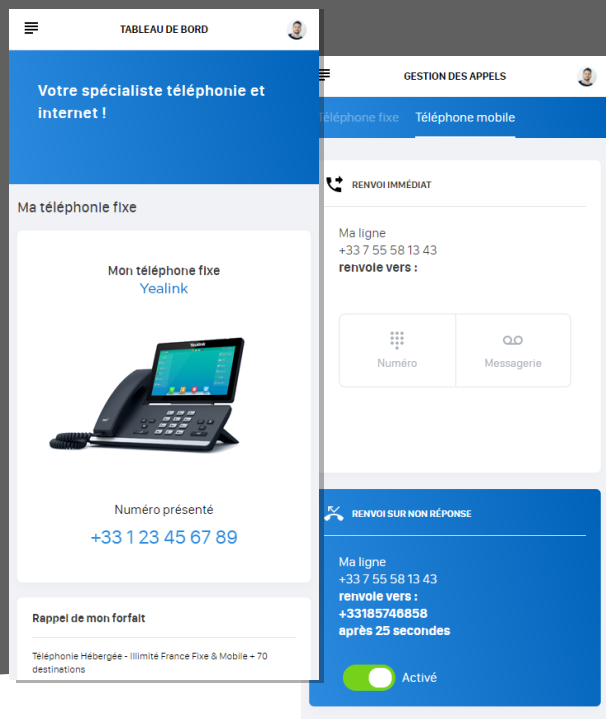 TABLEAU DE BORD
Votre spécialiste téléphonie et
internet !
Ma téléphonie fixe
Mon téléphone fixe
Yealink
Yealink
Numéro présenté
+33 1 23 45 67 89
Rappel de mon forfait
Téléphonie Hébergée - Illimité France Fixe & Mobile + 70
destinations
GESTION DES APPELS
Téléphone fixe
Téléphone mobile
RENVOI IMMÉDIAT
Ma ligne
+33 7 55 58 13 43
renvoie vers :
Numéro
Messagerie
RENVOI SUR NON RÉPONSE
Ma ligne
+33 7 55 58 13 43
renvoie vers :
+33185746858
après 25 secondes
Activé